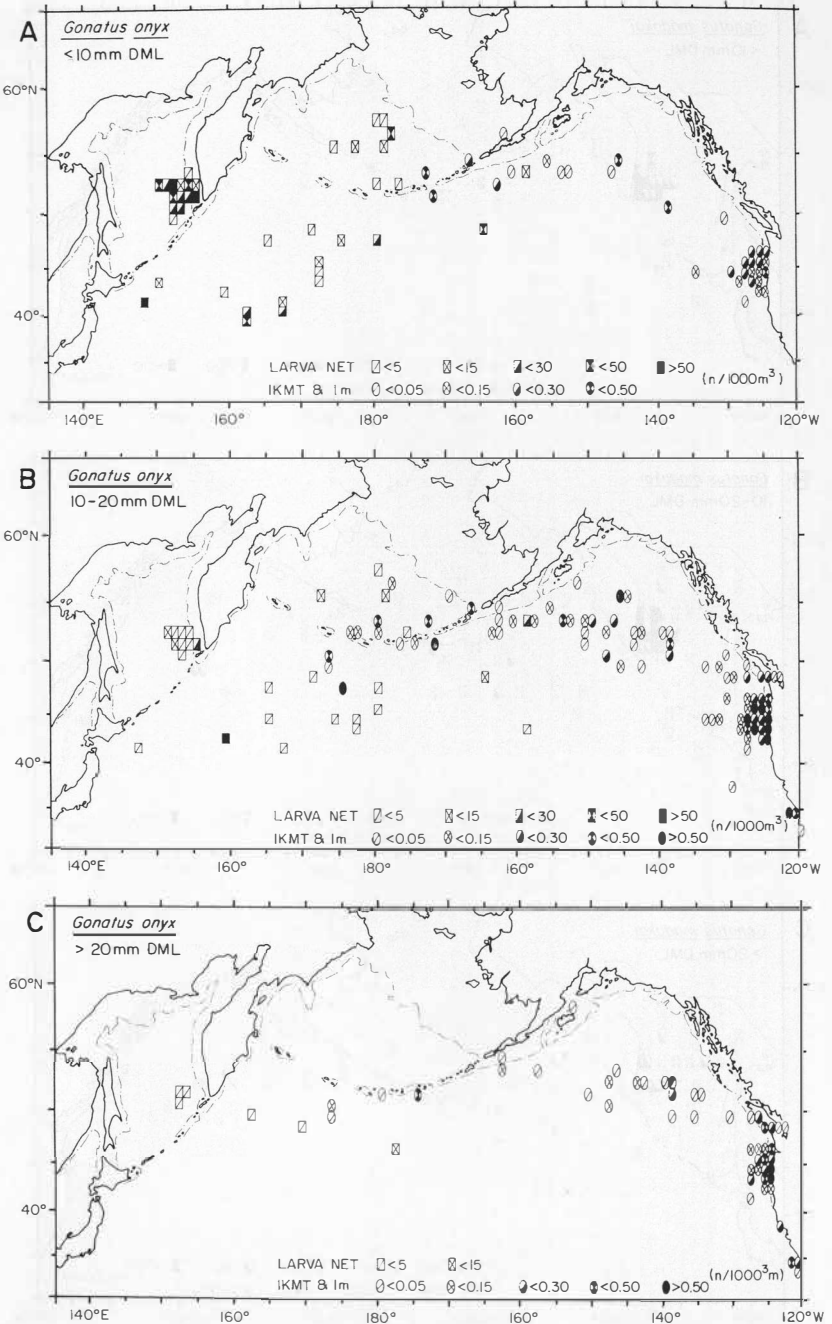 A
Gonatus onyx
<10mm DML
60°N
40°
LARVA NET <5 <15 <30 <50 >50
IKMT & 1m <0.05 <0.15 <0.30 <0.50
(n/1000m³)
140°E 160° 180° 160° 140° 120°W
B
Gonatus onyx
10-20mm DML
60°N
40°
LARVA NET <5 <15 <30 <50 >50
IKMT & 1m <0.05 <0.15 <0.30 <0.50 >0.50
(n/1000m³)
140°E 160° 180° 160° 140° 120°W
C
Gonatus onyx
> 20mm DML
60°N
40°
LARVA NET <5 <15
IKMT & 1m <0.05 <0.15 <0.30 <0.50 >0.50
(n/1000³m)
140°E 160° 180° 160° 140° 120°W